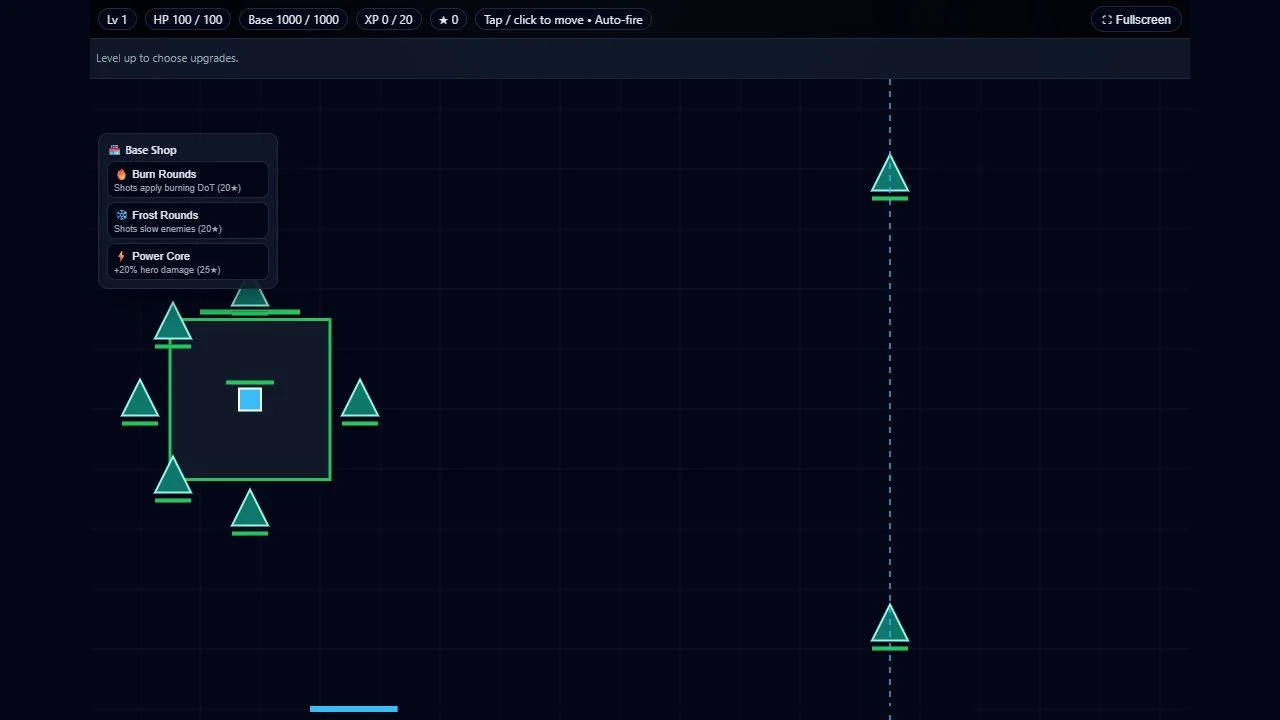 Lv 1
HP 100 / 100
Base 1000 / 1000
XP 0 / 20
★ 0
Tap / click to move • Auto-fire
⛶ Fullscreen
Level up to choose upgrades.
🏪 Base Shop
🔥 Burn Rounds
Shots apply burning DoT (20★)
❄️ Frost Rounds
Shots slow enemies (20★)
⚡ Power Core
+20% hero damage (25★)